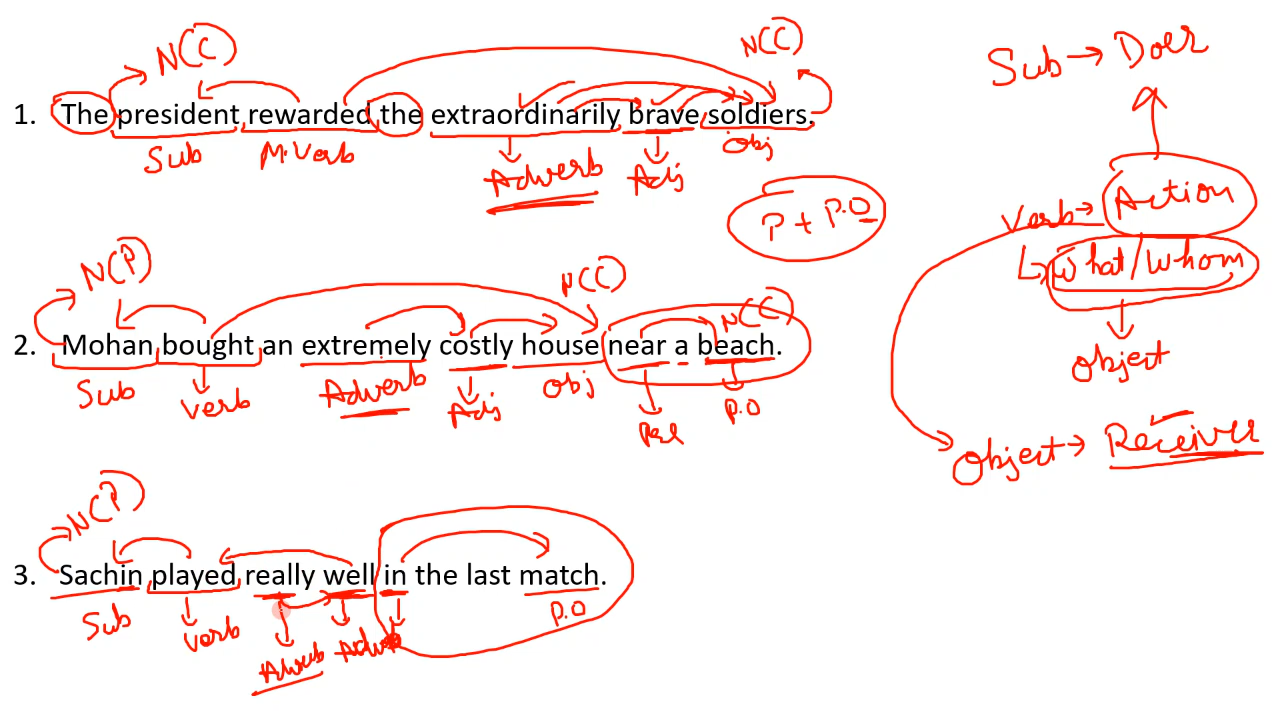 N(C)
N(C)
Sub → Doer
1. The president rewarded the extraordinarily brave soldiers.
Sub
M.Verb
Obj
Adverb
Adj
Verb → Action
P + P.O
What/Whom
N(P)
N(C)
N(C)
2. Mohan bought an extremely costly house near a beach.
Object
Sub
Verb
Adverb
Adj
Obj
P.O
Object → Receiver
N(P)
3. Sachin played really well in the last match.
Sub
Verb
P.O
Adverb